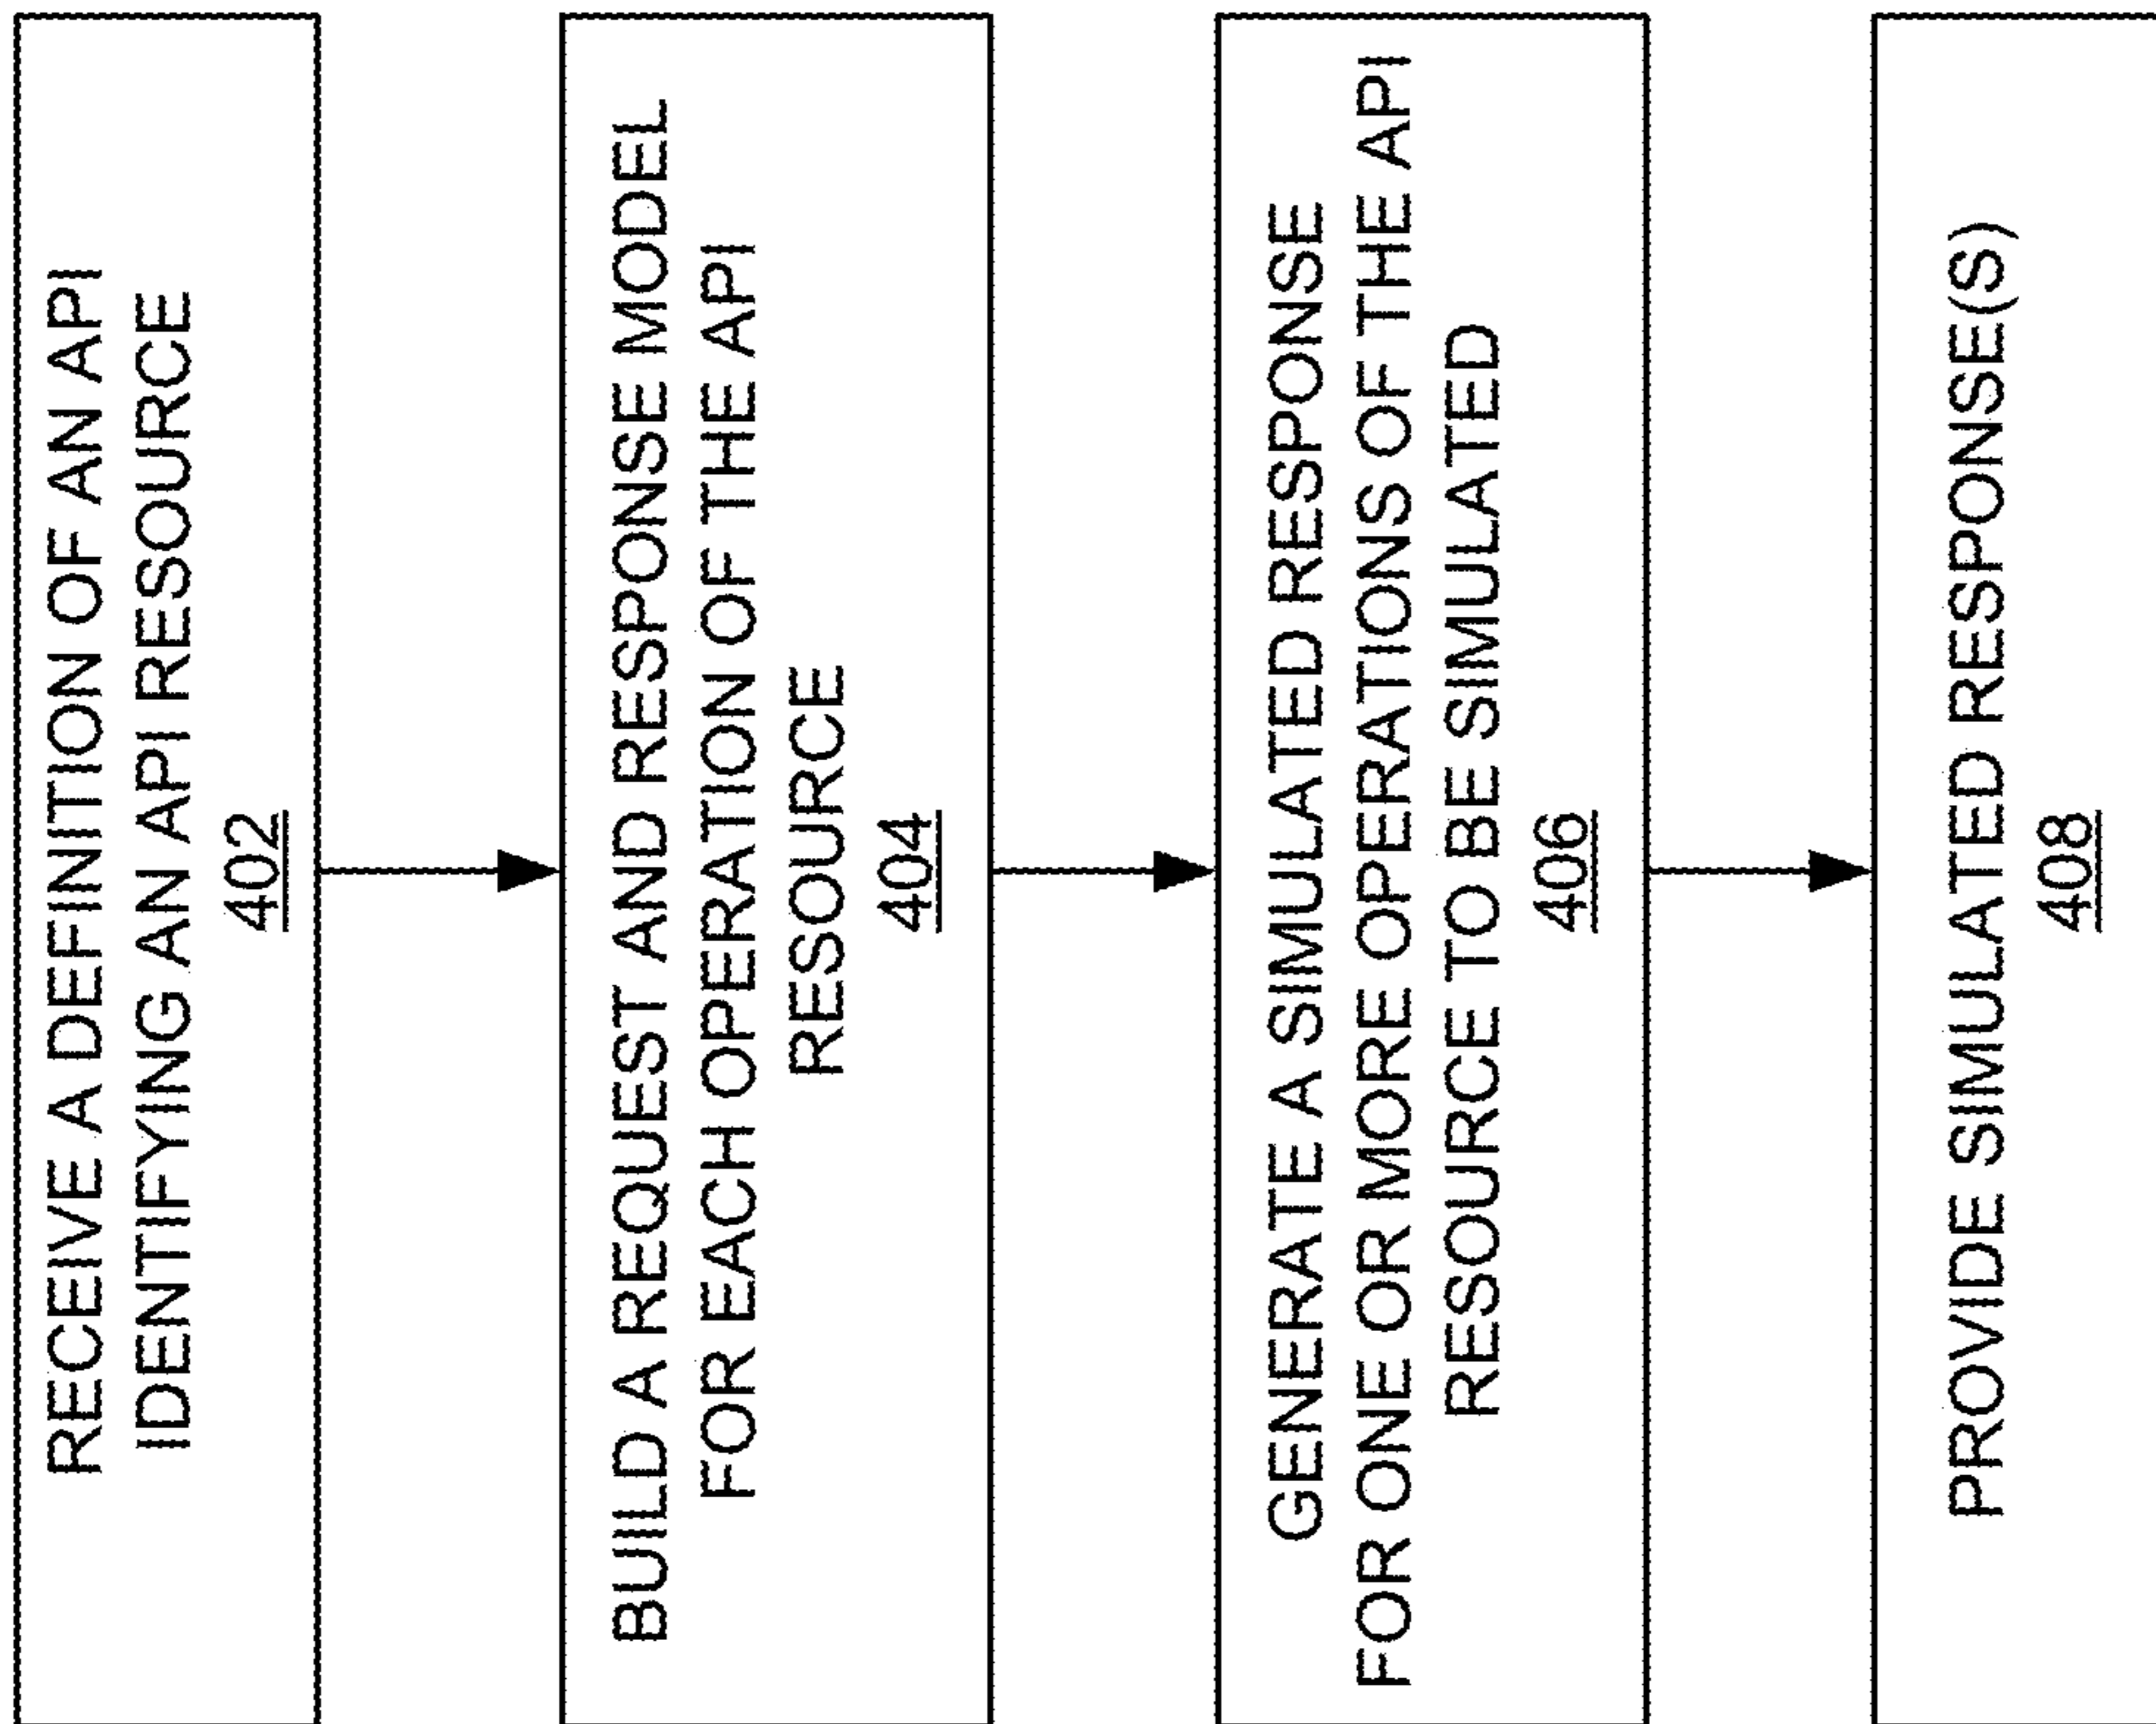 RECEIVE A DEFINITION OF AN API
IDENTIFYING AN API RESOURCE
402
BUILD A REQUEST AND RESPONSE MODEL
FOR EACH OPERATION OF THE API
RESOURCE
404
GENERATE A SIMULATED RESPONSE
FOR ONE OR MORE OPERATIONS OF THE API
RESOURCE TO BE SIMULATED
406
PROVIDE SIMULATED RESPONSE(S)
408